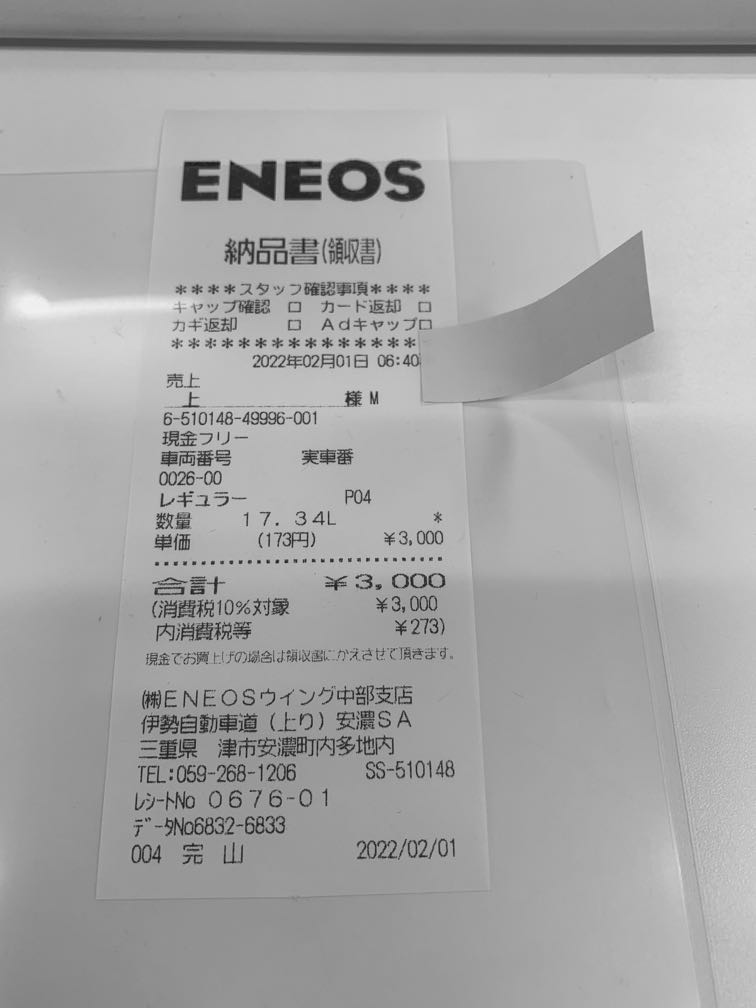 ENEOS
納品書(領収書)
****スタッフ確認事項****
キャップ確認 □ カード返却 □
カギ返却 □ Adキャップ□
****************
2022年02月01日 06:40
売上
上 様 M
6-510148-49996-001
現金フリー
車両番号 実車番
0026-00
レギュラー P04
数量 17.34L *
単価 (173円) ¥3,000
合計 ¥3,000
(消費税10%対象 ¥3,000
内消費税等 ¥273)
現金でお買上げの場合は領収書にかえさせて頂きます。
(株)ENEOSウイング中部支店
伊勢自動車道(上り)安濃SA
三重県 津市安濃町内多地内
TEL:059-268-1206 SS-510148
レシートNo 0676-01
データNo6832-6833
004 完 山 2022/02/01